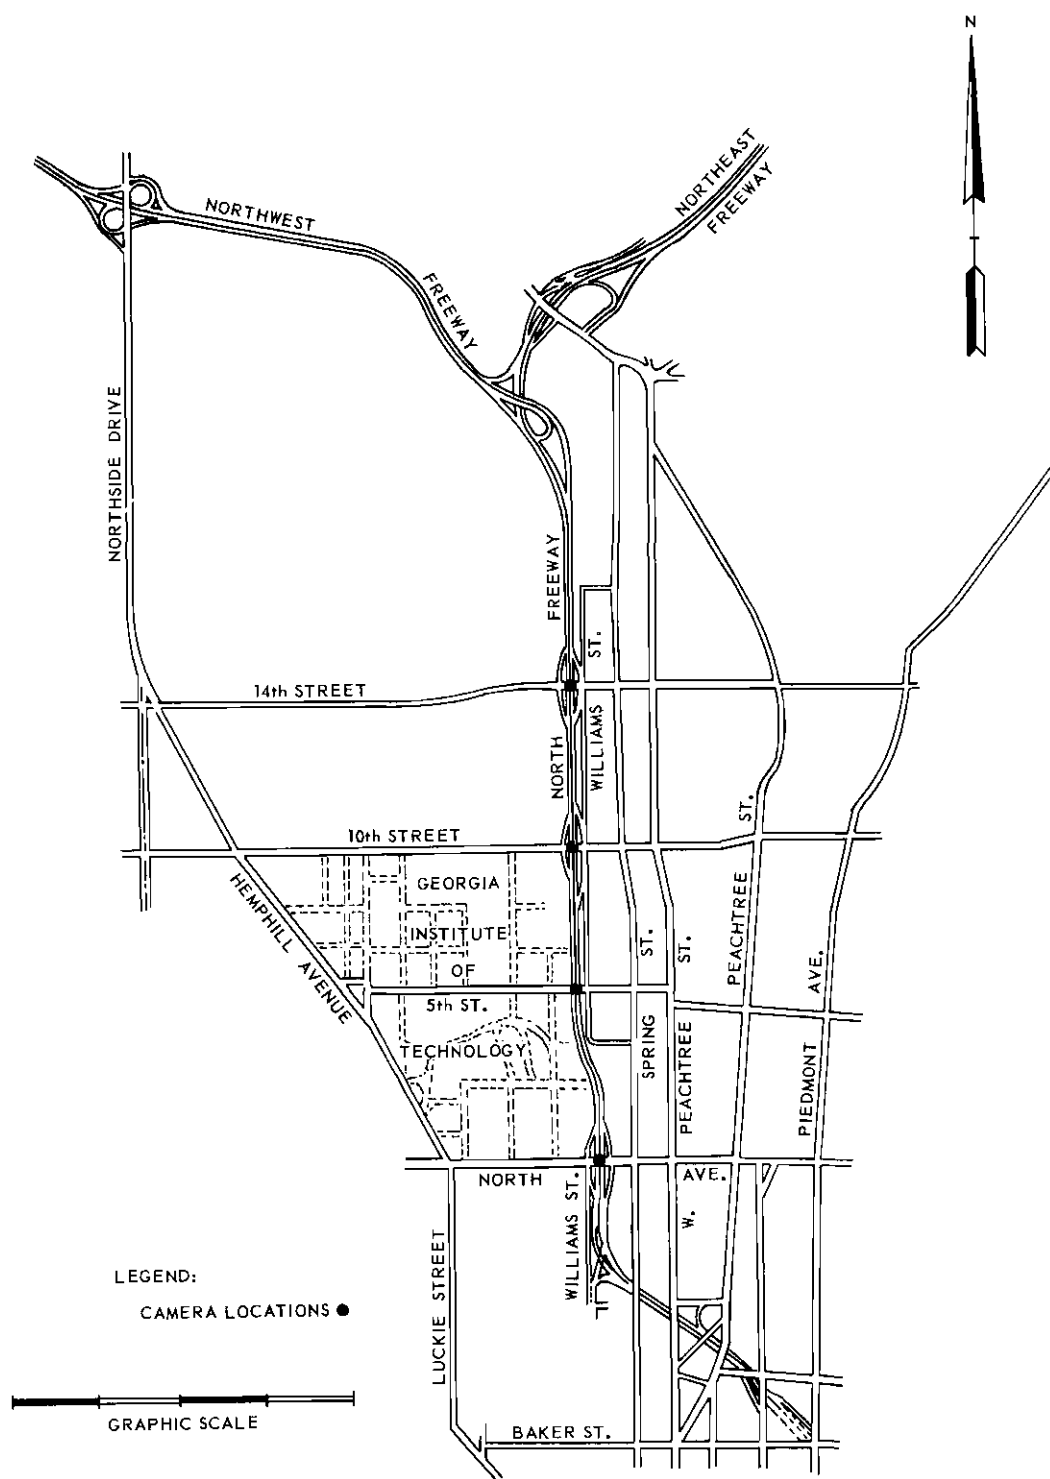 N
NORTHEAST
FREEWAY
NORTHWEST
FREEWAY
NORTHSIDE DRIVE
FREEWAY
ST.
14th STREET
WILLIAMS
NORTH
ST.
10th STREET
GEORGIA
HEMPHILL AVENUE
INSTITUTE
ST.
ST.
PEACHTREE
AVE.
OF
5th ST.
TECHNOLOGY
SPRING
PEACHTREE
PIEDMONT
NORTH
AVE.
WILLIAMS ST.
W.
LUCKIE STREET
LEGEND:
CAMERA LOCATIONS
GRAPHIC SCALE
BAKER ST.